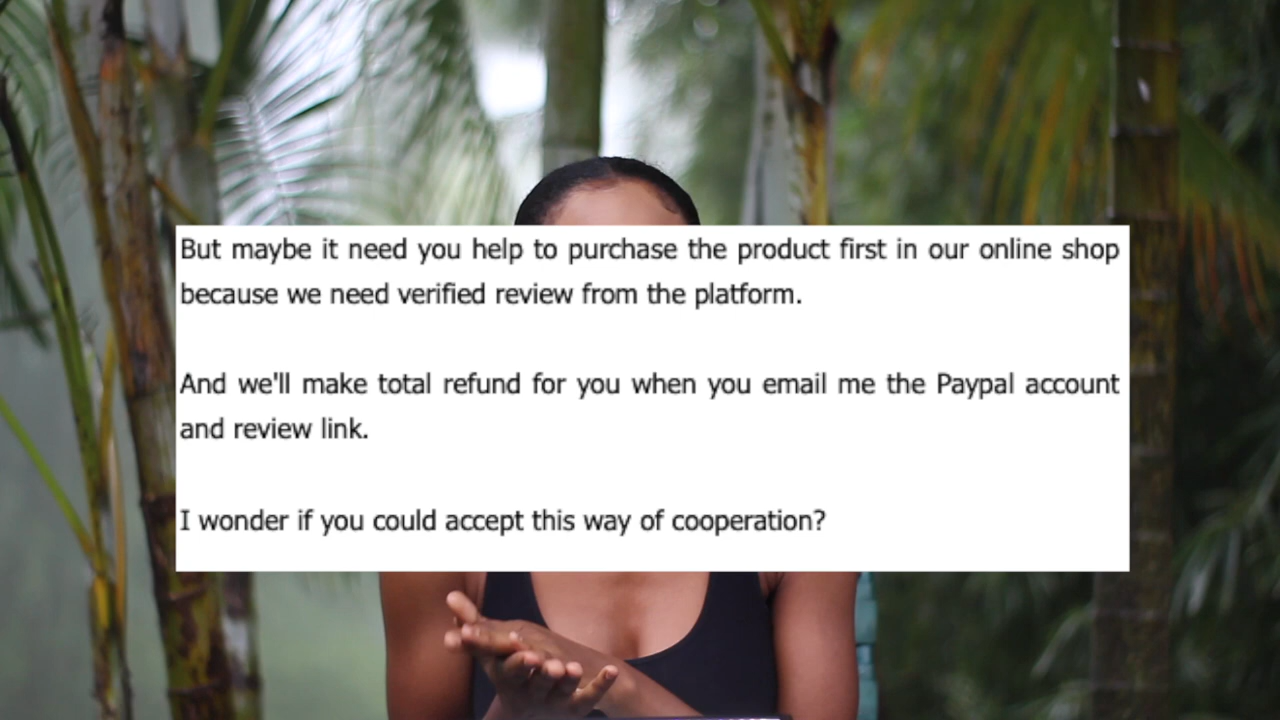 But maybe it need you help to purchase the product first in our online shop
because we need verified review from the platform.
And we'll make total refund for you when you email me the Paypal account
and review link.
I wonder if you could accept this way of cooperation?